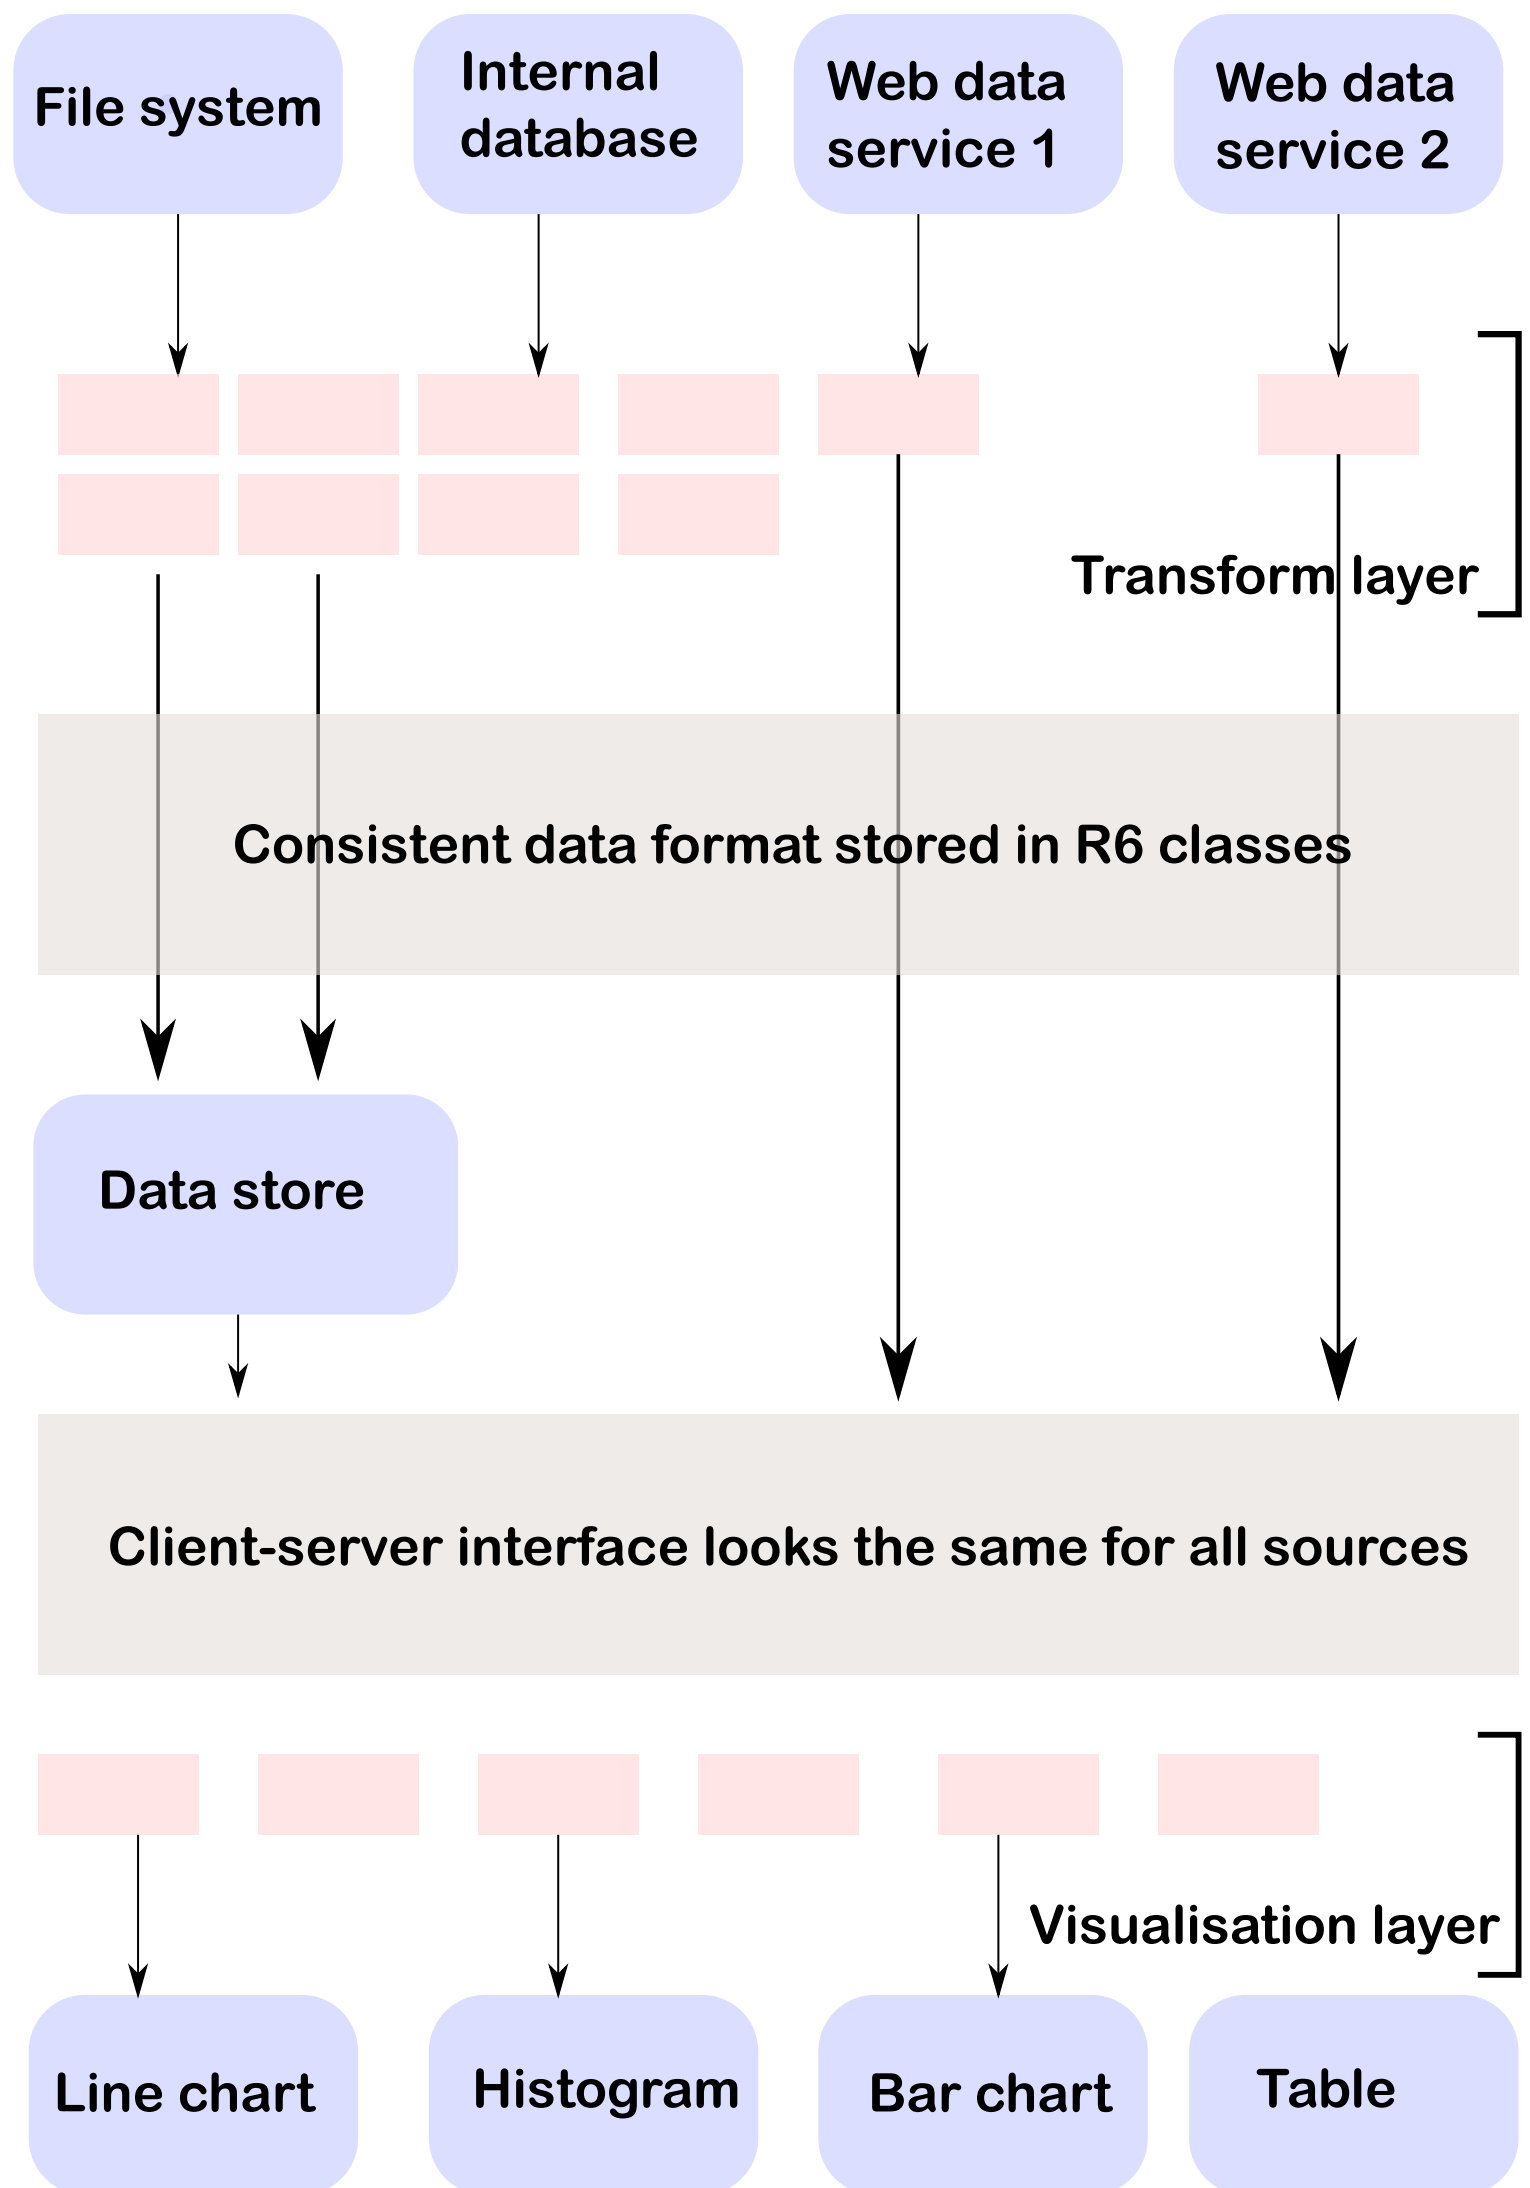 File system
Internal
database
Web data
service 1
Web data
service 2
Transform layer
Consistent data format stored in R6 classes
Data store
Client-server interface looks the same for all sources
Visualisation layer
Line chart
Histogram
Bar chart
Table